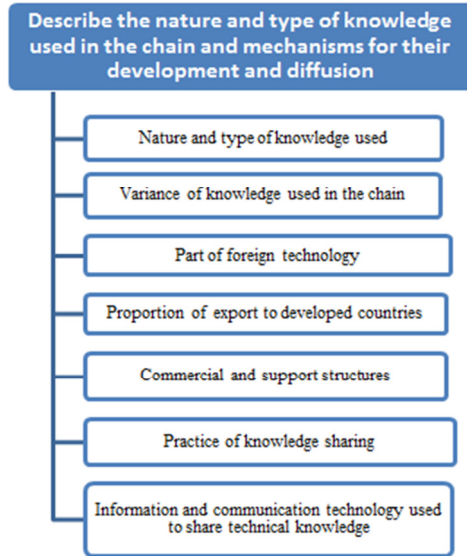 Describe the nature and type of knowledge
used in the chain and mechanisms for their
development and diffusion
Nature and type of knowledge used
Variance of knowledge used in the chain
Part of foreign technology
Proportion of export to developed countries
Commercial and support structures
Practice of knowledge sharing
Information and communication technology used
to share technical knowledge